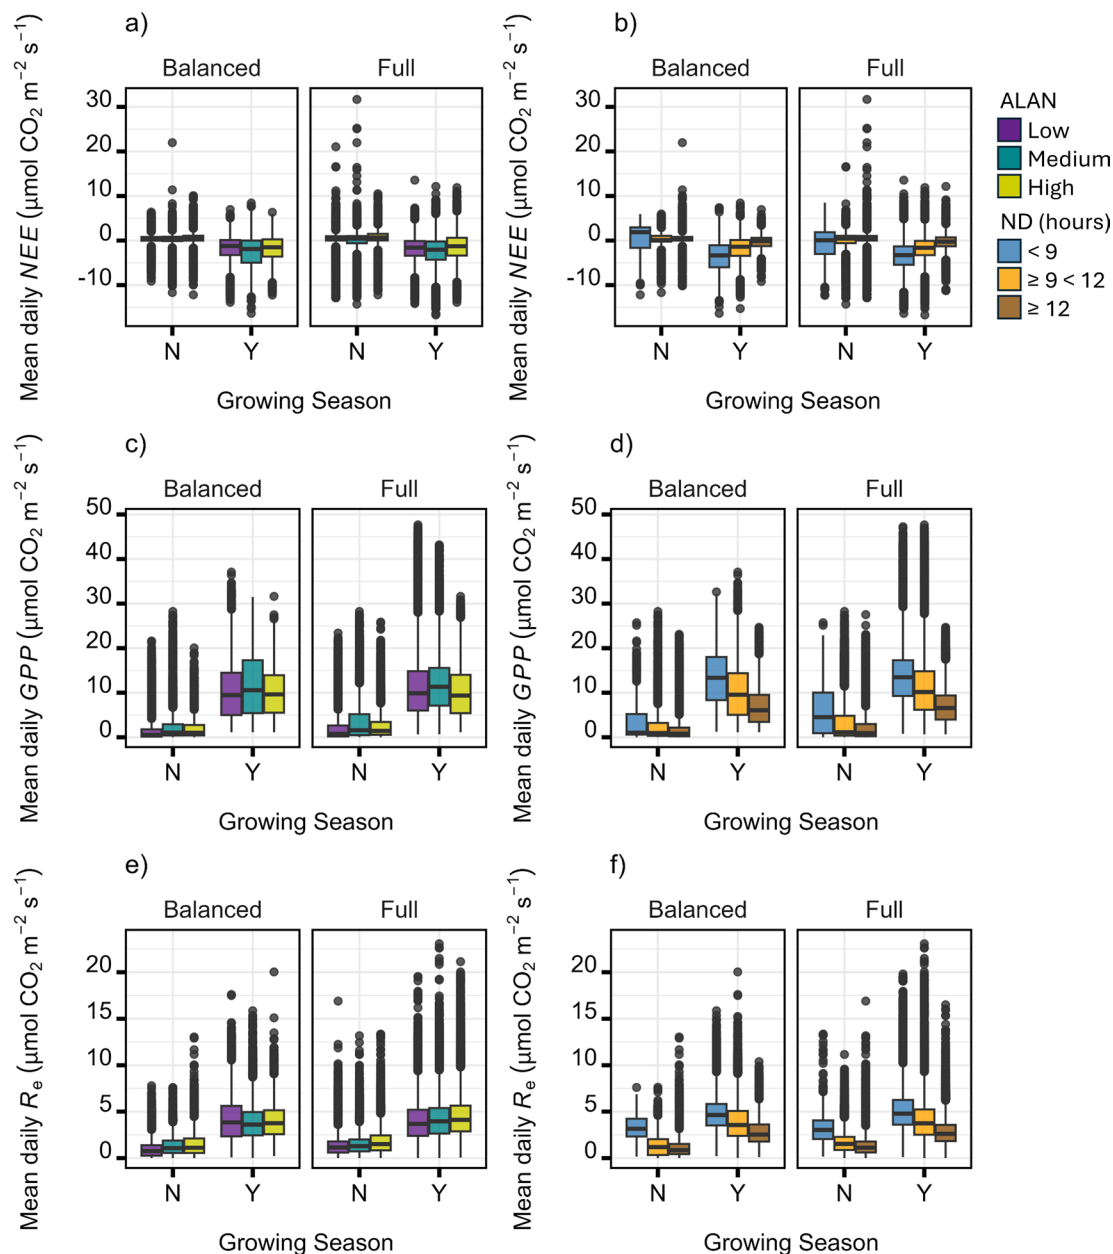 a)
b)
Balanced Full
Balanced Full
Mean daily NEE (µmol CO₂ m⁻² s⁻¹)
30
20
10
0
-10
N Y N Y
Growing Season
Mean daily NEE (µmol CO₂ m⁻² s⁻¹)
30
20
10
0
-10
N Y N Y
Growing Season
ALAN
Low
Medium
High
ND (hours)
< 9
≥ 9 < 12
≥ 12
c)
d)
Balanced Full
Balanced Full
Mean daily GPP (µmol CO₂ m⁻² s⁻¹)
50
40
30
20
10
0
N Y N Y
Growing Season
Mean daily GPP (µmol CO₂ m⁻² s⁻¹)
50
40
30
20
10
0
N Y N Y
Growing Season
e)
f)
Balanced Full
Balanced Full
Mean daily Rₑ (µmol CO₂ m⁻² s⁻¹)
20
15
10
5
0
N Y N Y
Growing Season
Mean daily Rₑ (µmol CO₂ m⁻² s⁻¹)
20
15
10
5
0
N Y N Y
Growing Season